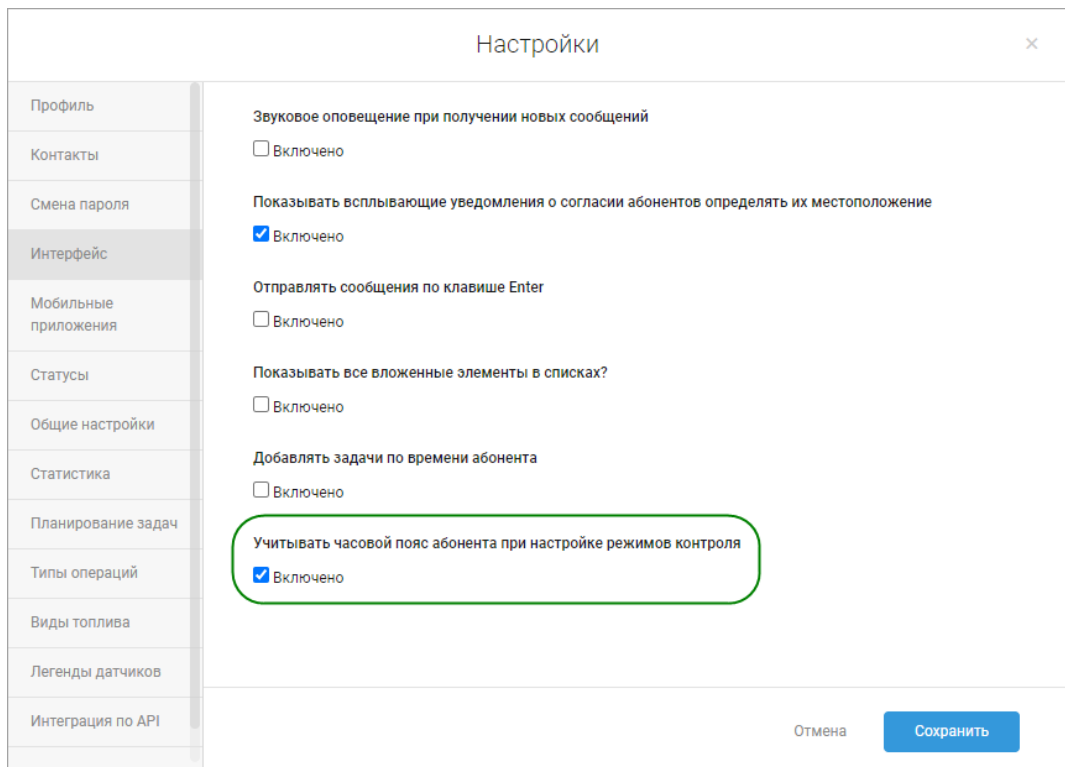 Настройки
×
Профиль
Контакты
Смена пароля
Интерфейс
Мобильные
приложения
Статусы
Общие настройки
Статистика
Планирование задач
Типы операций
Виды топлива
Легенды датчиков
Интеграция по API
Звуковое оповещение при получении новых сообщений
Включено
Показывать всплывающие уведомления о согласии абонентов определять их местоположение
Включено
Отправлять сообщения по клавише Enter
Включено
Показывать все вложенные элементы в списках?
Включено
Добавлять задачи по времени абонента
Включено
Учитывать часовой пояс абонента при настройке режимов контроля
Включено
Отмена
Сохранить